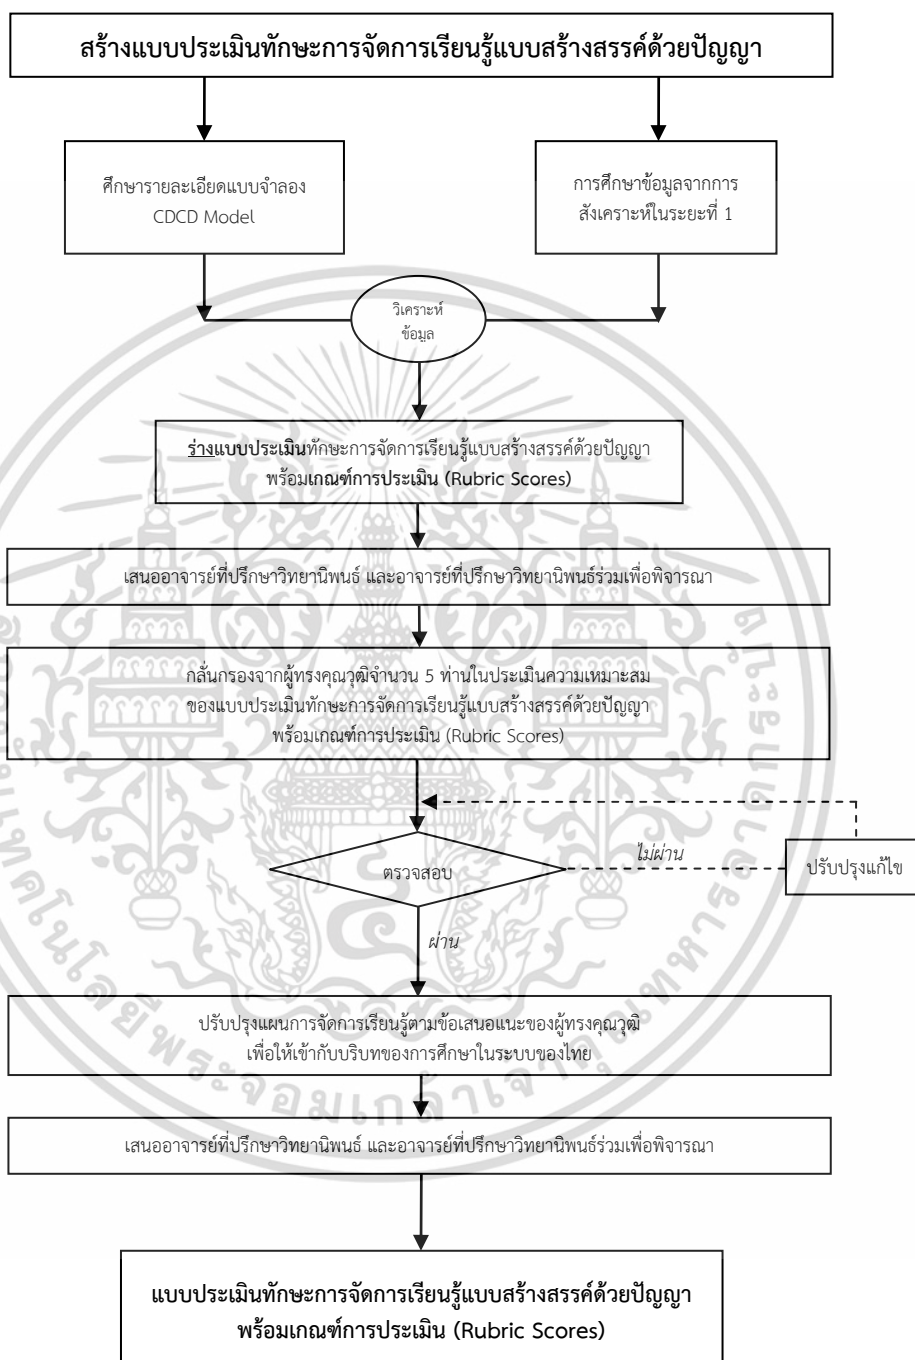 สร้างแบบประเมินทักษะการจัดการเรียนรู้แบบสร้างสรรค์ด้วยปัญญา
ศึกษารายละเอียดแบบจำลอง
CDCD Model
การศึกษาข้อมูลจากการ
สังเคราะห์ในระยะที่ 1
วิเคราะห์
ข้อมูล
ร่างแบบประเมินทักษะการจัดการเรียนรู้แบบสร้างสรรค์ด้วยปัญญา
พร้อมเกณฑ์การประเมิน (Rubric Scores)
เสนออาจารย์ที่ปรึกษาวิทยานิพนธ์ และอาจารย์ที่ปรึกษาวิทยานิพนธ์ร่วมเพื่อพิจารณา
กลั่นกรองจากผู้ทรงคุณวุฒิจำนวน 5 ท่านในประเมินความเหมาะสม
ของแบบประเมินทักษะการจัดการเรียนรู้แบบสร้างสรรค์ด้วยปัญญา
พร้อมเกณฑ์การประเมิน (Rubric Scores)
ตรวจสอบ
ไม่ผ่าน
ปรับปรุงแก้ไข
ผ่าน
ปรับปรุงแผนการจัดการเรียนรู้ตามข้อเสนอแนะของผู้ทรงคุณวุฒิ
เพื่อให้เข้ากับบริบทของการศึกษาในระบบของไทย
เสนออาจารย์ที่ปรึกษาวิทยานิพนธ์ และอาจารย์ที่ปรึกษาวิทยานิพนธ์ร่วมเพื่อพิจารณา
แบบประเมินทักษะการจัดการเรียนรู้แบบสร้างสรรค์ด้วยปัญญา
พร้อมเกณฑ์การประเมิน (Rubric Scores)